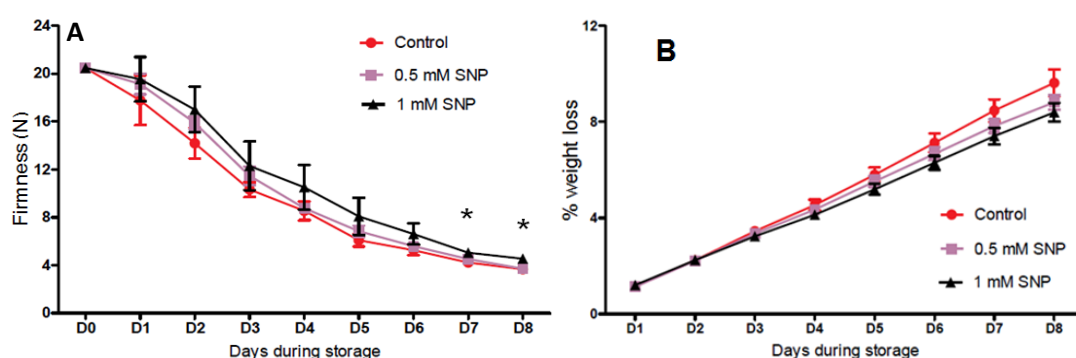 A
Firmness (N)
24
20
16
12
8
4
0
Control
0.5 mM SNP
1 mM SNP
*
*
D0 D1 D2 D3 D4 D5 D6 D7 D8
Days during storage
B
% weight loss
12
8
4
0
Control
0.5 mM SNP
1 mM SNP
D1 D2 D3 D4 D5 D6 D7 D8
Days during storage